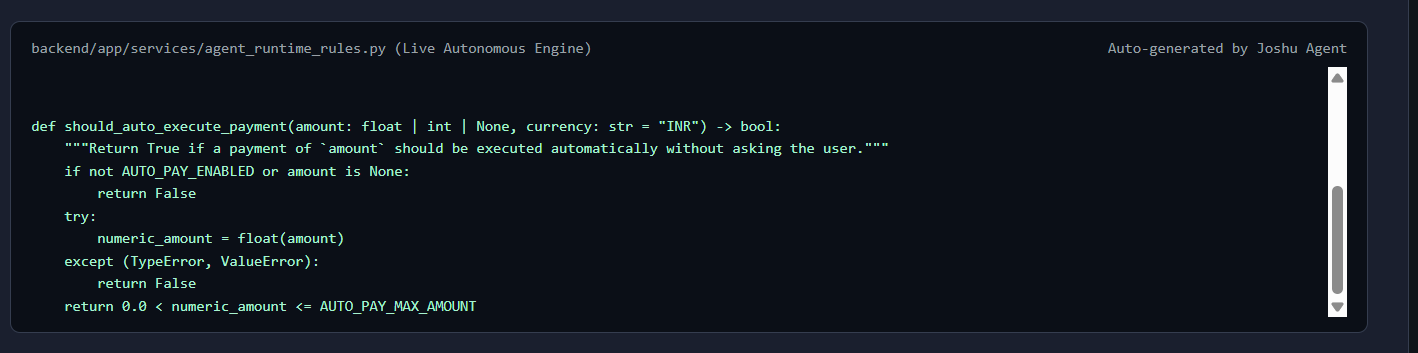 backend/app/services/agent_runtime_rules.py (Live Autonomous Engine) Auto-generated by Joshu Agent
def should_auto_execute_payment(amount: float | int | None, currency: str = "INR") -> bool:
    """Return True if a payment of `amount` should be executed automatically without asking the user."""
    if not AUTO_PAY_ENABLED or amount is None:
        return False
    try:
        numeric_amount = float(amount)
    except (TypeError, ValueError):
        return False
    return 0.0 < numeric_amount <= AUTO_PAY_MAX_AMOUNT